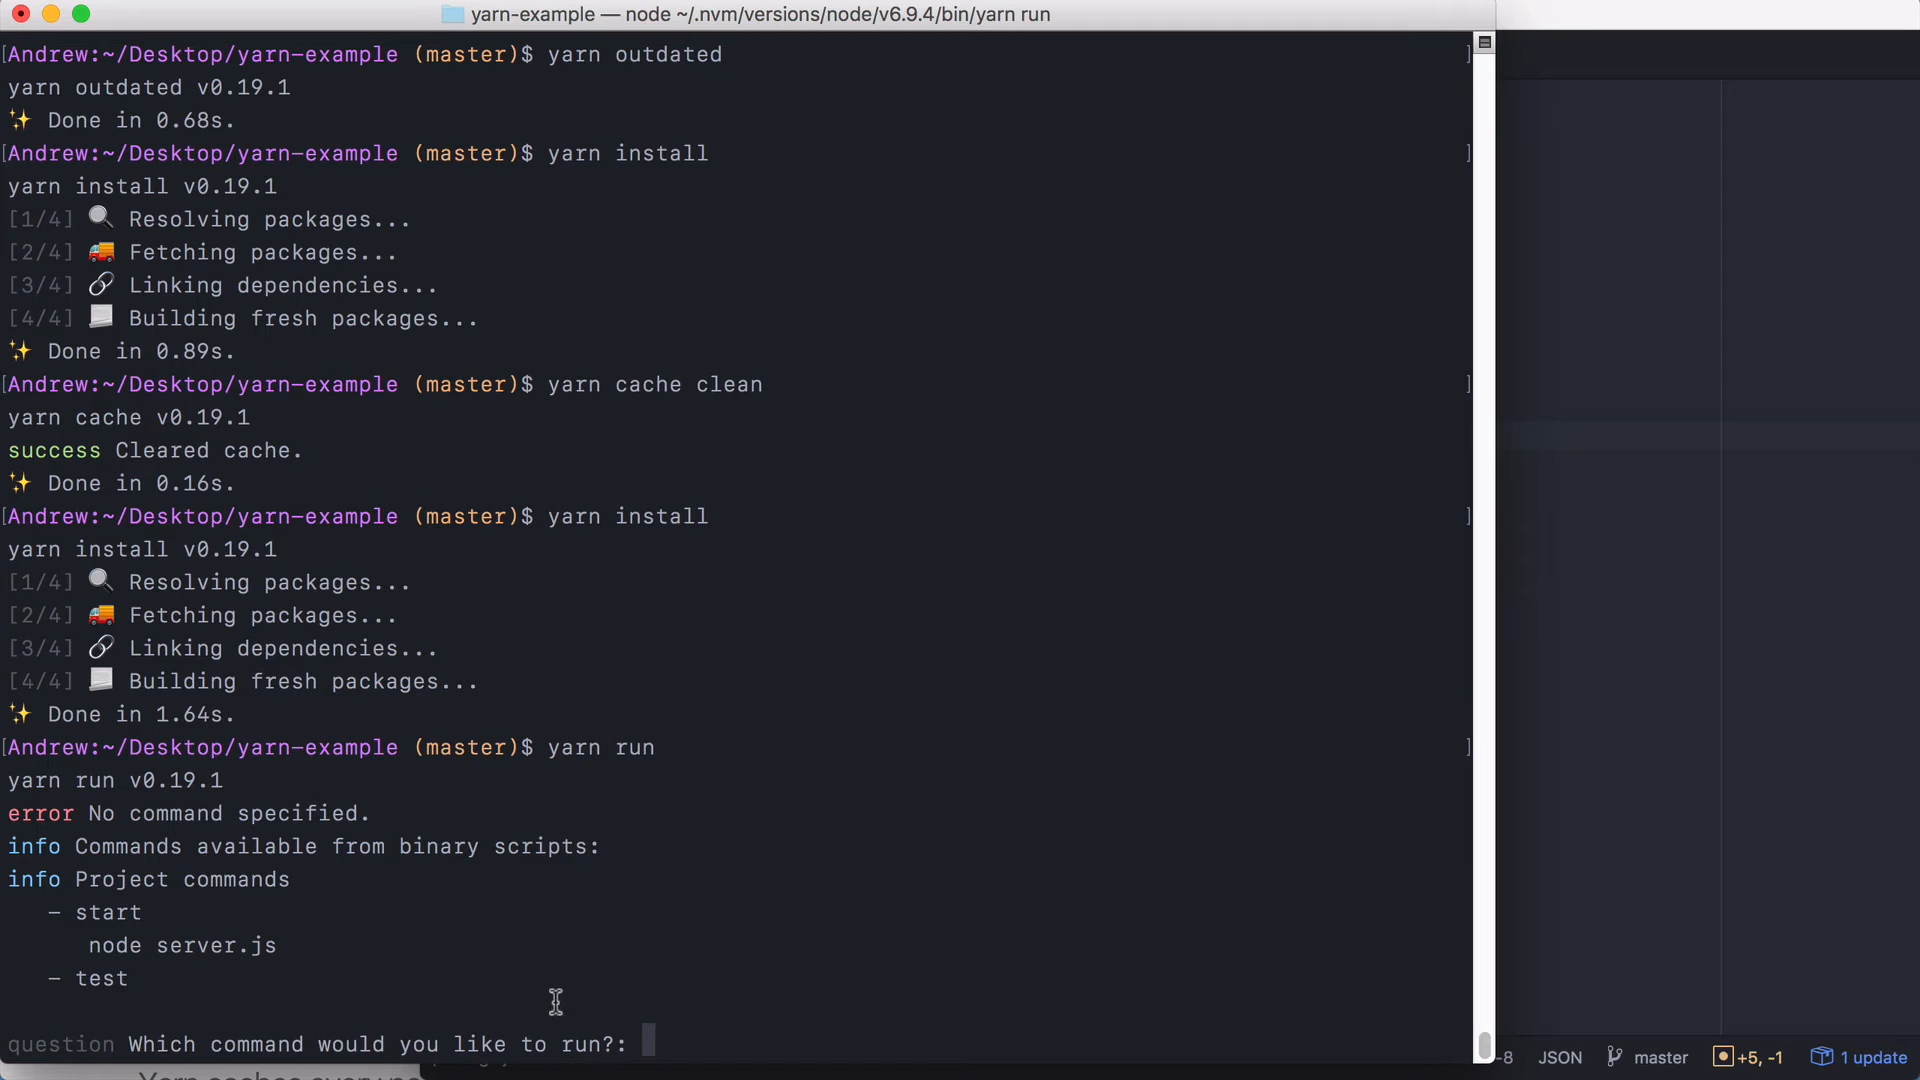 yarn-example — node ~/.nvm/versions/node/v6.9.4/bin/yarn run
[Andrew:~/Desktop/yarn-example (master)$ yarn outdated ]
yarn outdated v0.19.1
✨ Done in 0.68s.
[Andrew:~/Desktop/yarn-example (master)$ yarn install ]
yarn install v0.19.1
[1/4] 🔍 Resolving packages...
[2/4] 🚚 Fetching packages...
[3/4] 🔗 Linking dependencies...
[4/4] 📃 Building fresh packages...
✨ Done in 0.89s.
[Andrew:~/Desktop/yarn-example (master)$ yarn cache clean ]
yarn cache v0.19.1
success Cleared cache.
✨ Done in 0.16s.
[Andrew:~/Desktop/yarn-example (master)$ yarn install ]
yarn install v0.19.1
[1/4] 🔍 Resolving packages...
[2/4] 🚚 Fetching packages...
[3/4] 🔗 Linking dependencies...
[4/4] 📃 Building fresh packages...
✨ Done in 1.64s.
[Andrew:~/Desktop/yarn-example (master)$ yarn run ]
yarn run v0.19.1
error No command specified.
info Commands available from binary scripts:
info Project commands
– start
node server.js
– test
question Which command would you like to run?:
-8 JSON master +5, -1 1 update